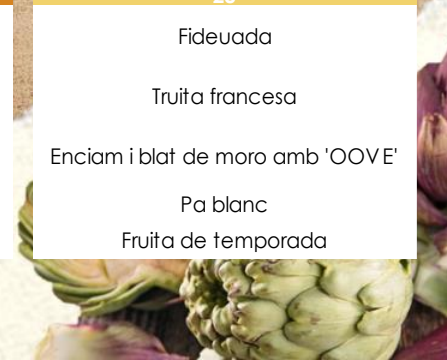 Fideuada
Truita francesa
Enciam i blat de moro amb 'OOVE'
Pa blanc
Fruita de temporada